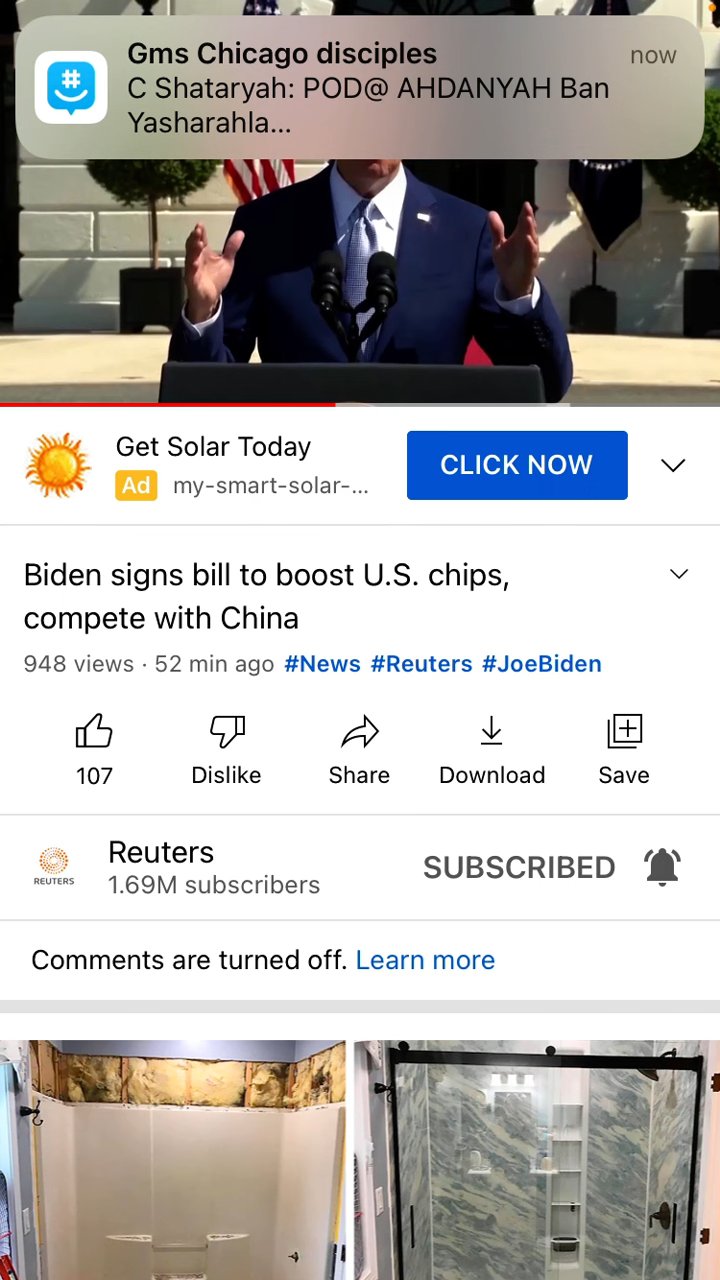 Gms Chicago disciples
now
C Shataryah: POD@ AHDANYAH Ban
Yasharahla...
Get Solar Today
Ad my-smart-solar-...
CLICK NOW
Biden signs bill to boost U.S. chips,
compete with China
948 views · 52 min ago #News #Reuters #JoeBiden
107 Dislike Share Download Save
REUTERS
Reuters
1.69M subscribers
SUBSCRIBED
Comments are turned off. Learn more